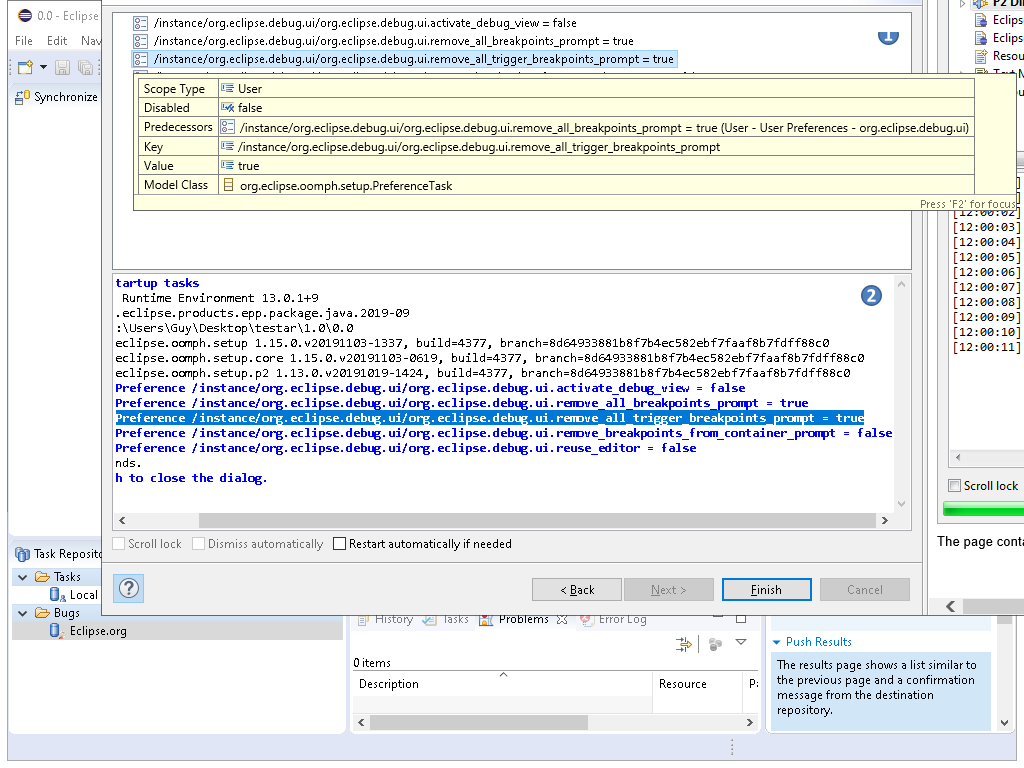 0.0 - Eclipse
File Edit Nav
Synchronize
/instance/org.eclipse.debug.ui/org.eclipse.debug.ui.activate_debug_view = false
/instance/org.eclipse.debug.ui/org.eclipse.debug.ui.remove_all_breakpoints_prompt = true
/instance/org.eclipse.debug.ui/org.eclipse.debug.ui.remove_all_trigger_breakpoints_prompt = true
1
Scope Type User
Disabled false
Predecessors /instance/org.eclipse.debug.ui/org.eclipse.debug.ui.remove_all_breakpoints_prompt = true (User - User Preferences - org.eclipse.debug.ui)
Key /instance/org.eclipse.debug.ui/org.eclipse.debug.ui.remove_all_trigger_breakpoints_prompt
Value true
Model Class org.eclipse.oomph.setup.PreferenceTask
Press 'F2' for focus
P2 Di
Eclips
Eclips
Resou
Text M
[12:00:02]
[12:00:03]
[12:00:04]
[12:00:05]
[12:00:06]
[12:00:07]
[12:00:08]
[12:00:09]
[12:00:10]
[12:00:11]
tartup tasks
Runtime Environment 13.0.1+9
.eclipse.products.epp.package.java.2019-09
:\Users\Guy\Desktop\testar\1.0\0.0
eclipse.oomph.setup 1.15.0.v20191103-1337, build=4377, branch=8d64933881b8f7b4ec582ebf7faaf8b7fdff88c0
eclipse.oomph.setup.core 1.15.0.v20191103-0619, build=4377, branch=8d64933881b8f7b4ec582ebf7faaf8b7fdff88c0
eclipse.oomph.setup.p2 1.13.0.v20191019-1424, build=4377, branch=8d64933881b8f7b4ec582ebf7faaf8b7fdff88c0
Preference /instance/org.eclipse.debug.ui/org.eclipse.debug.ui.activate_debug_view = false
Preference /instance/org.eclipse.debug.ui/org.eclipse.debug.ui.remove_all_breakpoints_prompt = true
Preference /instance/org.eclipse.debug.ui/org.eclipse.debug.ui.remove_all_trigger_breakpoints_prompt = true
Preference /instance/org.eclipse.debug.ui/org.eclipse.debug.ui.remove_breakpoints_from_container_prompt = false
Preference /instance/org.eclipse.debug.ui/org.eclipse.debug.ui.reuse_editor = false
nds.
h to close the dialog.
2
Scroll lock
The page conta
Scroll lock Dismiss automatically Restart automatically if needed
< Back Next > Finish Cancel
Task Reposito
Tasks
Local
Bugs
Eclipse.org
History Tasks Problems Error Log
0 items
Description Resource Pa
Push Results
The results page shows a list similar to
the previous page and a confirmation
message from the destination
repository.